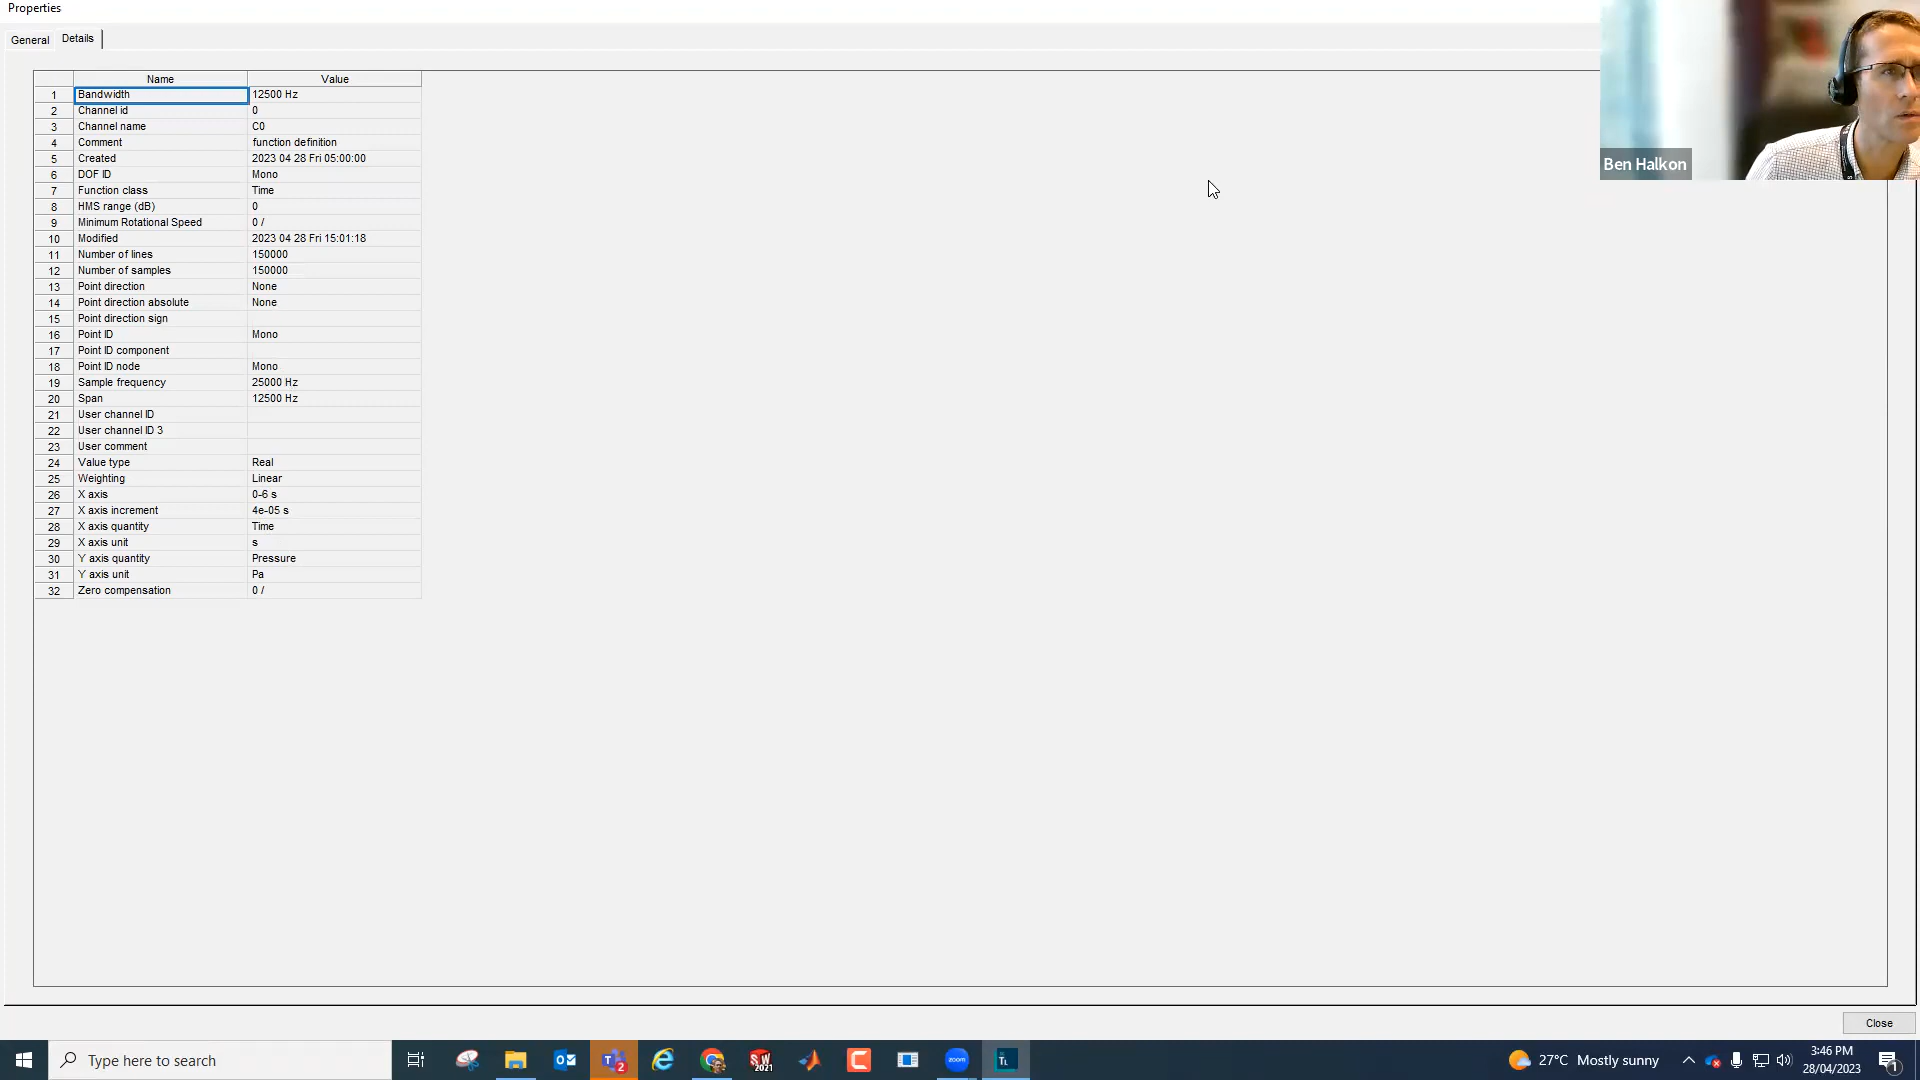 Properties
General Details
Name Value
1 Bandwidth 12500 Hz
2 Channel id 0
3 Channel name C0
4 Comment function definition
5 Created 2023 04 28 Fri 05:00:00
6 DOF ID Mono
7 Function class Time
8 HMS range (dB) 0
9 Minimum Rotational Speed 0 /
10 Modified 2023 04 28 Fri 15:01:18
11 Number of lines 150000
12 Number of samples 150000
13 Point direction None
14 Point direction absolute None
15 Point direction sign
16 Point ID Mono
17 Point ID component
18 Point ID node Mono
19 Sample frequency 25000 Hz
20 Span 12500 Hz
21 User channel ID
22 User channel ID 3
23 User comment
24 Value type Real
25 Weighting Linear
26 X axis 0-6 s
27 X axis increment 4e-05 s
28 X axis quantity Time
29 X axis unit s
30 Y axis quantity Pressure
31 Y axis unit Pa
32 Zero compensation 0 /
Ben Halkon
Close
Type here to search
2
SW
2021
zoom
TL
27°C Mostly sunny
3:46 PM
28/04/2023
1